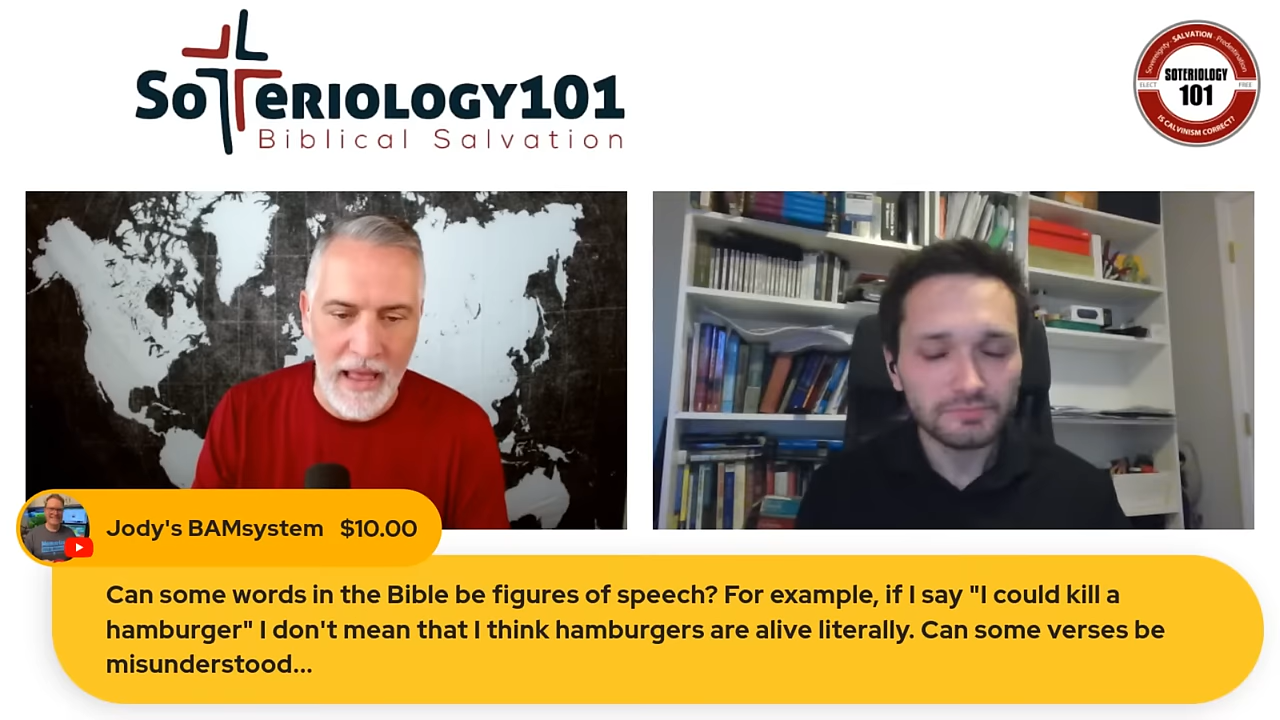 SoTERIOLOGY101
Biblical Salvation
Sovereignty · SALVATION · Predestination
ELECT
SOTERIOLOGY
FREE
101
IS CALVINISM CORRECT?
Jody's BAMsystem $10.00
Can some words in the Bible be figures of speech? For example, if I say "I could kill a
hamburger" I don't mean that I think hamburgers are alive literally. Can some verses be
misunderstood...